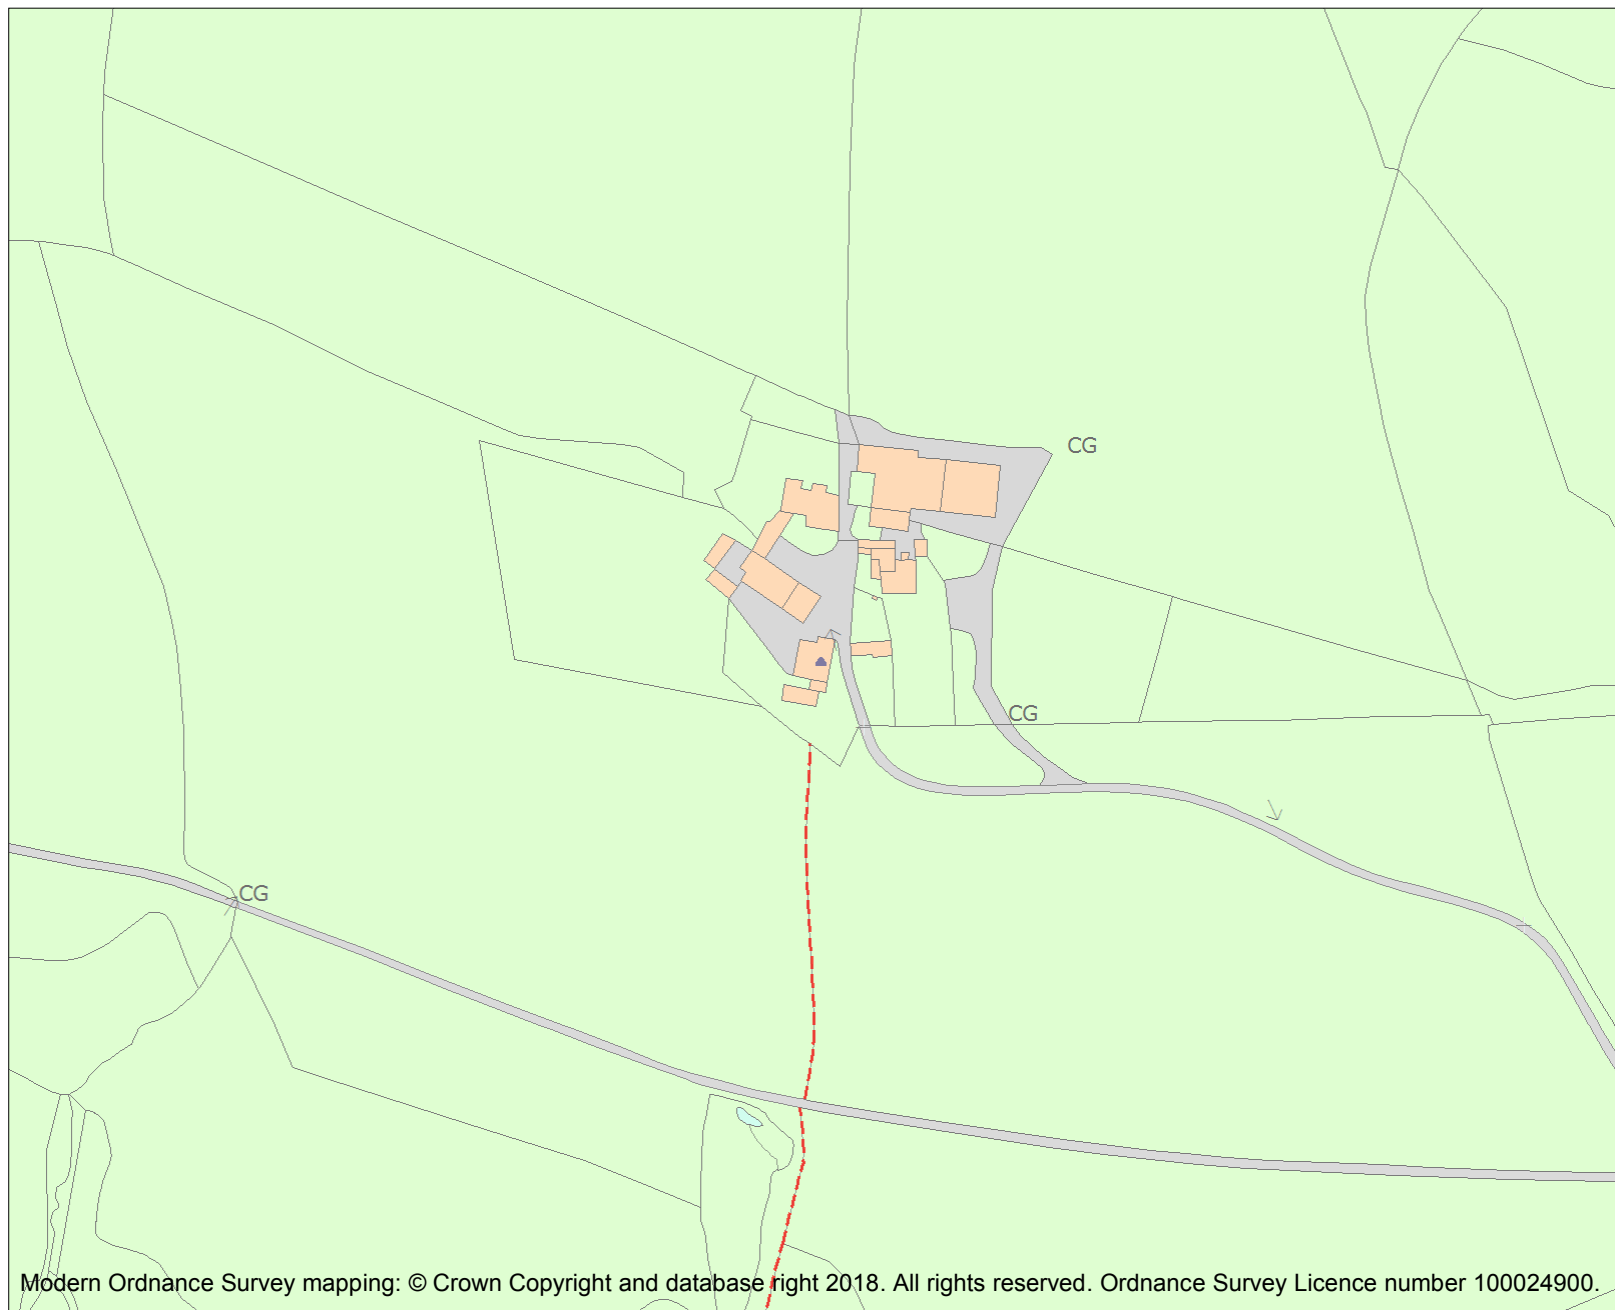 CG
CG
CG
Modern Ordnance Survey mapping: © Crown Copyright and database right 2018. All rights reserved. Ordnance Survey Licence number 100024900.